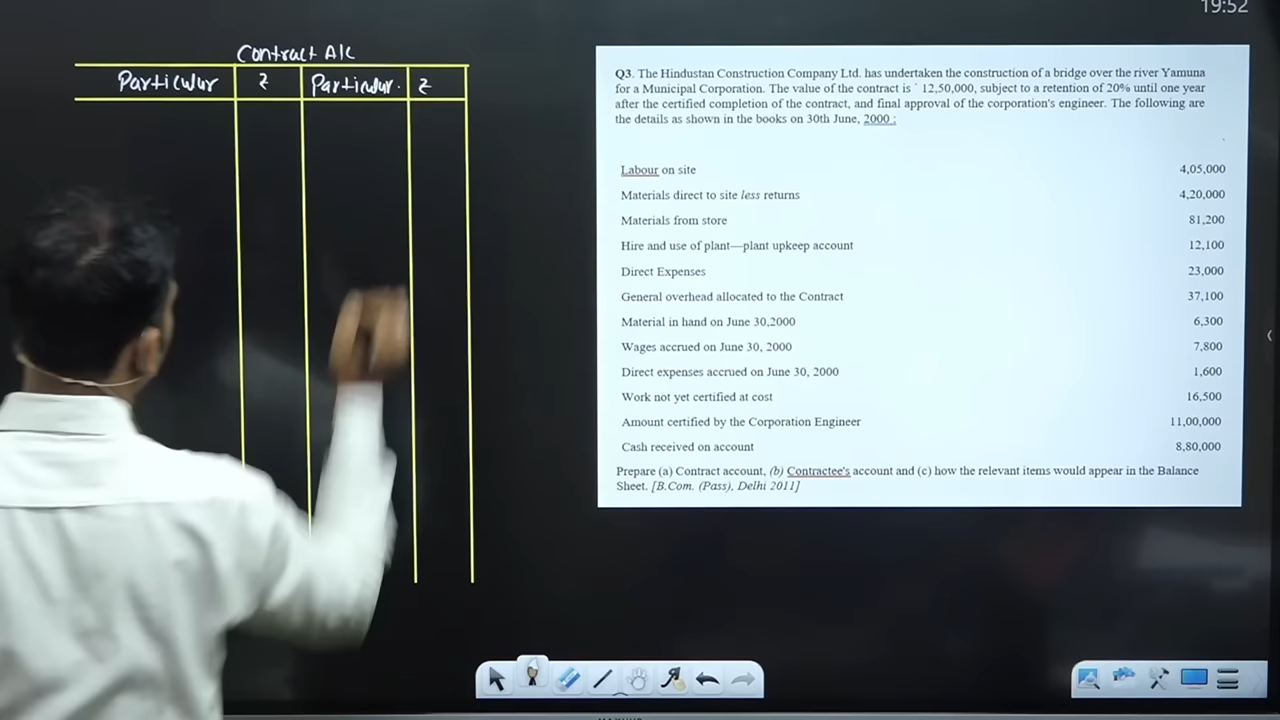 19:52
Contract A/C
Particular ₹ Particular. ₹
Q3. The Hindustan Construction Company Ltd. has undertaken the construction of a bridge over the river Yamuna
for a Municipal Corporation. The value of the contract is ` 12,50,000, subject to a retention of 20% until one year
after the certified completion of the contract, and final approval of the corporation's engineer. The following are
the details as shown in the books on 30th June, 2000 :
Labour on site 4,05,000
Materials direct to site less returns 4,20,000
Materials from store 81,200
Hire and use of plant—plant upkeep account 12,100
Direct Expenses 23,000
General overhead allocated to the Contract 37,100
Material in hand on June 30,2000 6,300
Wages accrued on June 30, 2000 7,800
Direct expenses accrued on June 30, 2000 1,600
Work not yet certified at cost 16,500
Amount certified by the Corporation Engineer 11,00,000
Cash received on account 8,80,000
Prepare (a) Contract account, (b) Contractee's account and (c) how the relevant items would appear in the Balance
Sheet. [B.Com. (Pass), Delhi 2011]